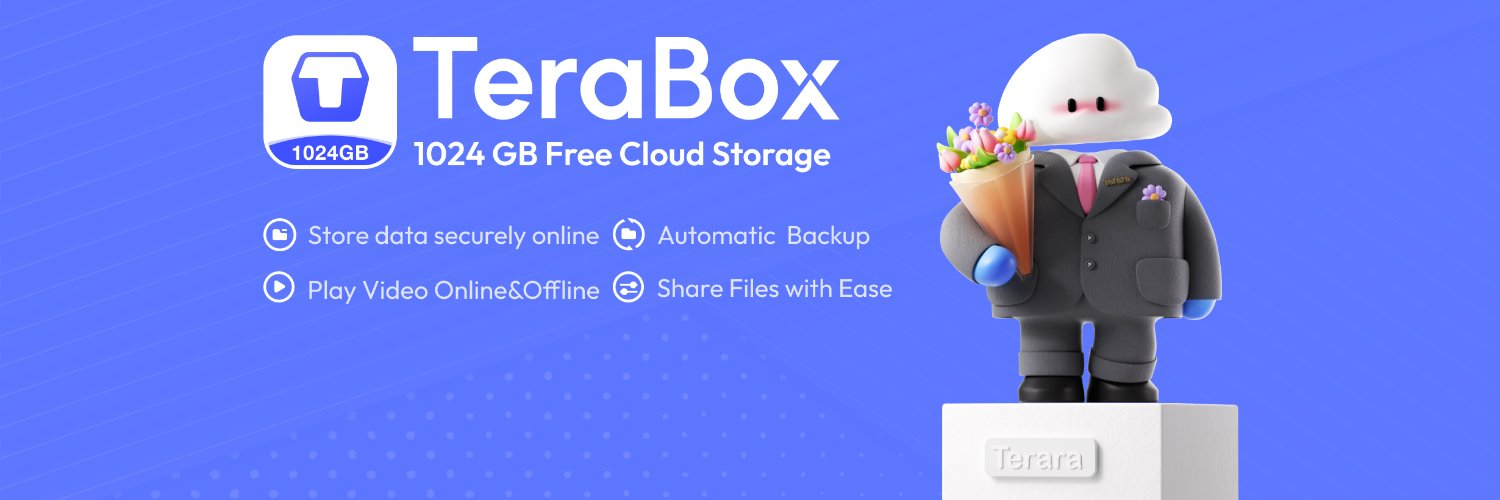 TeraBox
1024GB
1024 GB Free Cloud Storage
Store data securely online
Automatic  Backup
Play Video Online&Offline
Share Files with Ease
Terara
Terara